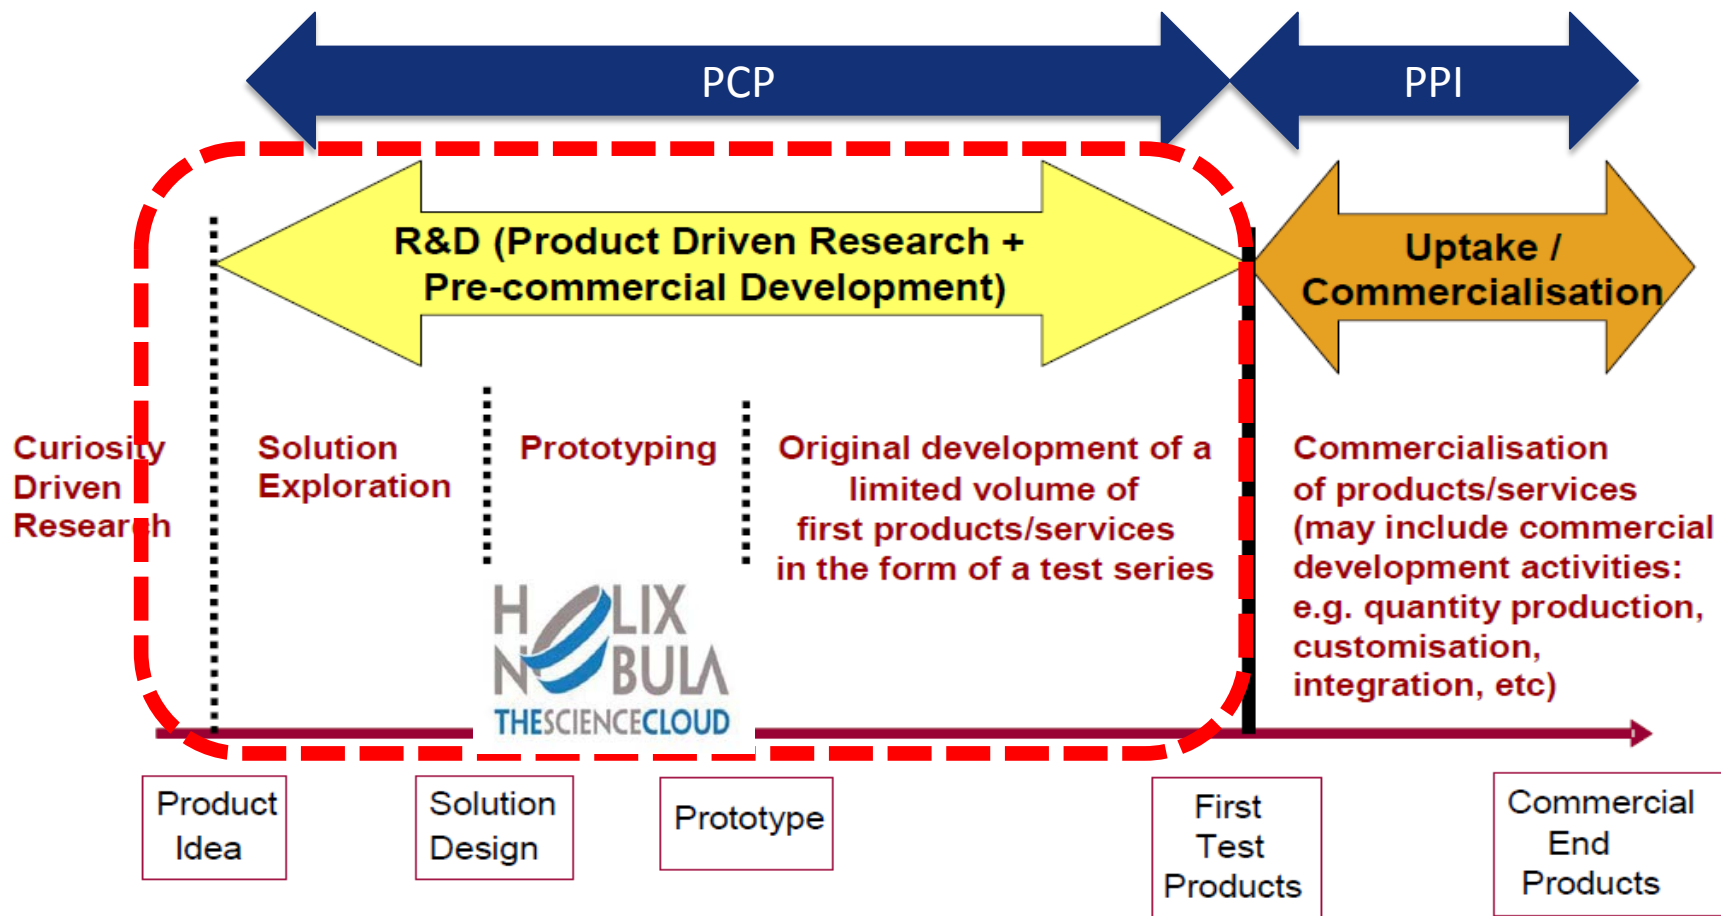 PCP
PPI
R&D (Product Driven Research +
Pre-commercial Development)
Uptake /
Commercialisation
Curiosity
Driven
Research
Solution
Exploration
Prototyping
Original development of a
limited volume of
first products/services
in the form of a test series
Commercialisation
of products/services
(may include commercial
development activities:
e.g. quantity production,
customisation,
integration, etc)
HELIX
NEBULA
THESCIENCECLOUD
Product
Idea
Solution
Design
Prototype
First
Test
Products
Commercial
End
Products